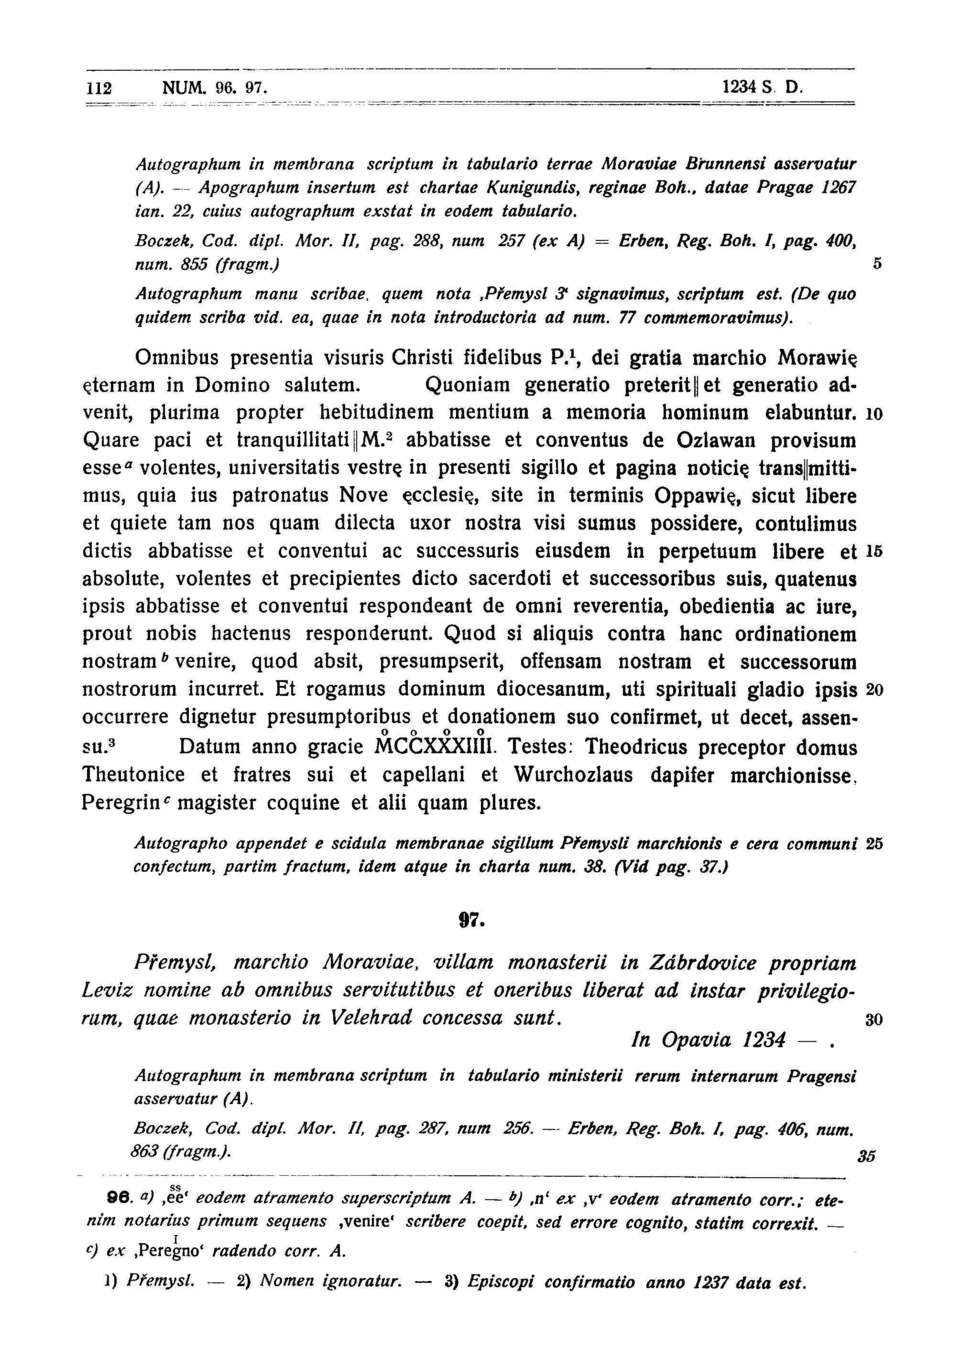 112 NUM. 96. 97. 1234 S. D.
Autographum in membrana scriptum in tabulario terrae Moraviae Brunnensi asservatur
(A). — Apographum insertum est chartae Kunigundis, reginae Boh., datae Pragae 1267
ian. 22, cuius autographum exstat in eodem tabulario.
Boczek, Cod. dipl. Mor. II, pag. 288, num 257 (ex A) = Erben, Reg. Boh. I, pag. 400,
num. 855 (fragm.) 5
Autographum manu scribae, quem nota ‚Přemysl 3‘ signavimus, scriptum est. (De quo
quidem scriba vid. ea, quae in nota introductoria ad num. 77 commemoravimus).
Omnibus presentia visuris Christi fidelibus P.¹, dei gratia marchio Morawię
ęternam in Domino salutem. Quoniam generatio preterit || et generatio ad-
venit, plurima propter hebitudinem mentium a memoria hominum elabuntur. 10
Quare paci et tranquillitati || M.² abbatisse et conventus de Ozlawan provisum
esse ᵃ volentes, universitatis vestrę in presenti sigillo et pagina noticię trans||mitti-
mus, quia ius patronatus Nove ęcclesię, site in terminis Oppawię, sicut libere
et quiete tam nos quam dilecta uxor nostra visi sumus possidere, contulimus
dictis abbatisse et conventui ac successuris eiusdem in perpetuum libere et 15
absolute, volentes et precipientes dicto sacerdoti et successoribus suis, quatenus
ipsis abbatisse et conventui respondeant de omni reverentia, obedientia ac iure,
prout nobis hactenus responderunt. Quod si aliquis contra hanc ordinationem
nostram ᵇ venire, quod absit, presumpserit, offensam nostram et successorum
nostrorum incurret. Et rogamus dominum diocesanum, uti spirituali gladio ipsis 20
occurrere dignetur presumptoribus et donationem suo confirmet, ut decet, assen-
su.³ Datum anno gracie M̊CC̊XXX̊IIII̊. Testes: Theodricus preceptor domus
Theutonice et fratres sui et capellani et Wurchozlaus dapifer marchionisse,
Peregrin ᶜ magister coquine et alii quam plures.
Autographo appendet e scidula membranae sigillum Přemysli marchionis e cera communi 25
confectum, partim fractum, idem atque in charta num. 38. (Vid pag. 37.)
97.
Přemysl, marchio Moraviae, villam monasterii in Zábrdovice propriam
Leviz nomine ab omnibus servitutibus et oneribus liberat ad instar privilegio-
rum, quae monasterio in Velehrad concessa sunt. 30
In Opavia 1234 — .
Autographum in membrana scriptum in tabulario ministerii rerum internarum Pragensi
asservatur (A).
Boczek, Cod. dipl. Mor. II, pag. 287, num 256. — Erben, Reg. Boh. I, pag. 406, num.
863 (fragm.). 35
ss
96. a) ‚ee‘ eodem atramento superscriptum A. — b) ‚n‘ ex ‚v‘ eodem atramento corr.; ete-
nim notarius primum sequens ‚venire‘ scribere coepit, sed errore cognito, statim correxit. —
I
c) ex ‚Peregno‘ radendo corr. A.
1) Přemysl. — 2) Nomen ignoratur. — 3) Episcopi confirmatio anno 1237 data est.